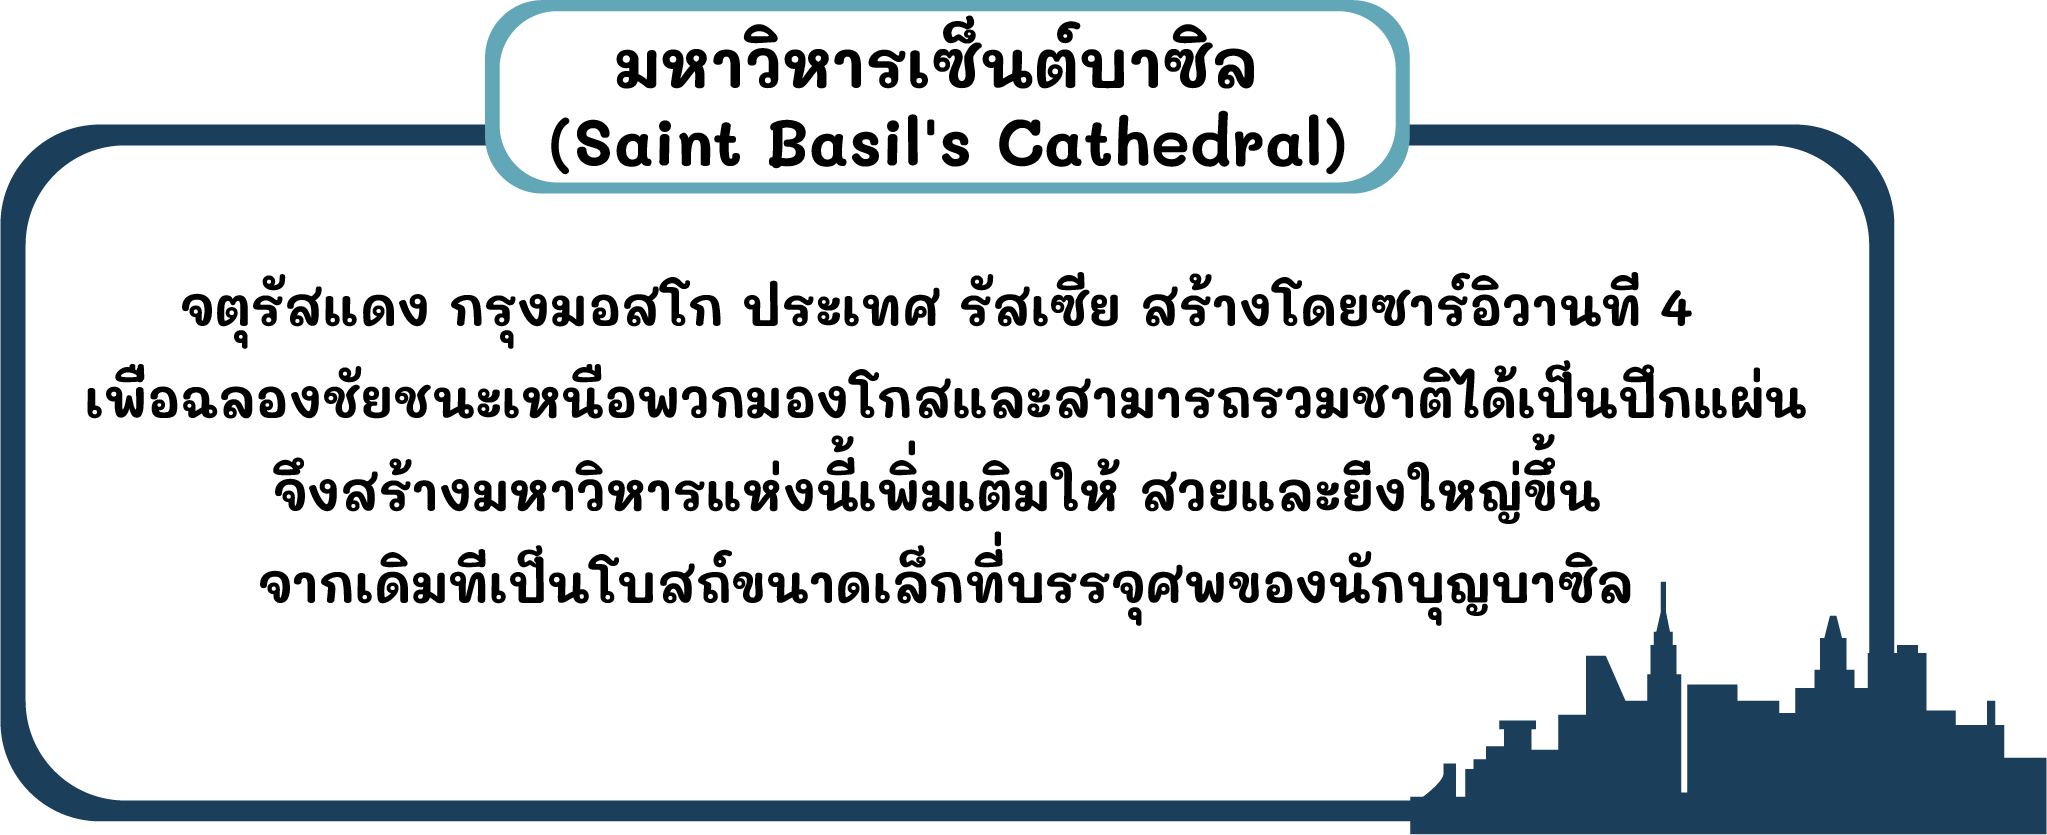 มหาวิหารเซ็นต์บาซิล
(Saint Basil's Cathedral)
จตุรัสแดง กรุงมอสโก ประเทศ รัสเซีย สร้างโดยซาร์อิวานที่ 4
เพื่อฉลองชัยชนะเหนือพวกมองโกสและสามารถรวมชาติได้เป็นปึกแผ่น
จึงสร้างมหาวิหารแห่งนี้เพิ่มเติมให้ สวยและยิ่งใหญ่ขึ้น
จากเดิมที่เป็นโบสถ์ขนาดเล็กที่บรรจุศพของนักบุญบาซิล